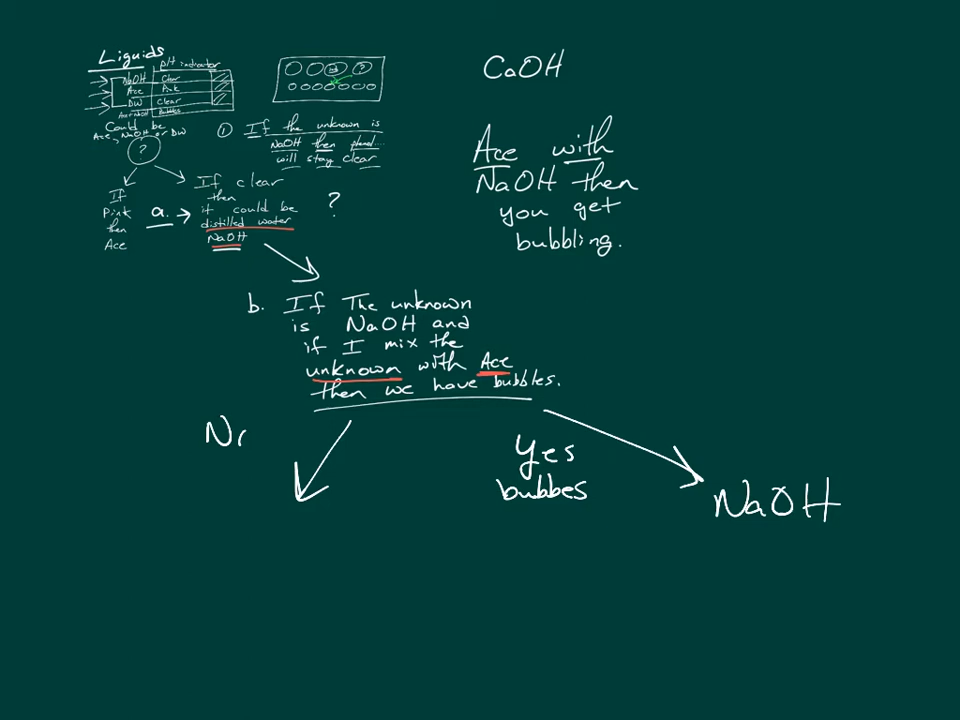 Liquids
pH indicator
NaOH Clear
Ace Pink
DW Clear
Ace NaOH Bubbles
Could be
Ace, NaOH or DW
?
If
Pink
then
Ace
a.
If clear
then
it could be
distilled water
NaOH
?
① If the unknown is
NaOH then
will stay clear
?
CaOH
Ace with
NaOH then
you get
bubbling.
b. If The unknown
is NaOH and
if I mix the
unknown with Ace
then we have bubbles.
No
Yes
bubbes
NaOH